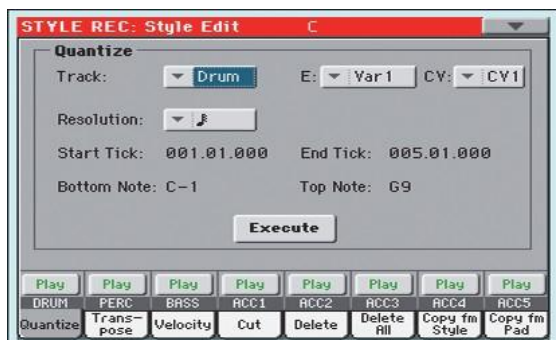 STYLE REC: Style Edit C
Quantize
Track: Drum E: Var1 CV: CV1
Resolution:
Start Tick: 001.01.000 End Tick: 005.01.000
Bottom Note: C-1 Top Note: G9
Execute
Play Play Play Play Play Play Play Play
DRUM PERC BASS ACC1 ACC2 ACC3 ACC4 ACC5
Quantize Trans- Velocity Cut Delete Delete Copy fm Copy fm
pose All Style Pad